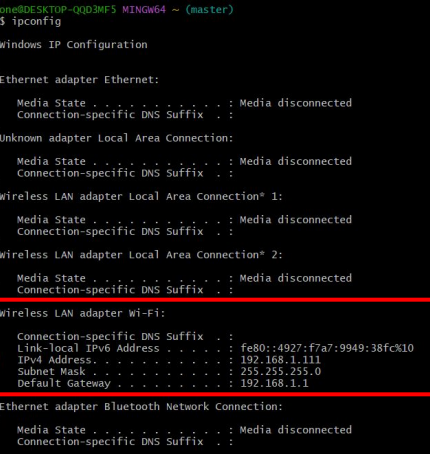 one@DESKTOP-QQD3MF5 MINGW64 ~ (master)
$ ipconfig
Windows IP Configuration
Ethernet adapter Ethernet:
Media State . . . . . . . . . . . : Media disconnected
Connection-specific DNS Suffix  . :
Unknown adapter Local Area Connection:
Media State . . . . . . . . . . . : Media disconnected
Connection-specific DNS Suffix  . :
Wireless LAN adapter Local Area Connection* 1:
Media State . . . . . . . . . . . : Media disconnected
Connection-specific DNS Suffix  . :
Wireless LAN adapter Local Area Connection* 2:
Media State . . . . . . . . . . . : Media disconnected
Connection-specific DNS Suffix  . :
Wireless LAN adapter Wi-Fi:
Connection-specific DNS Suffix  . :
Link-local IPv6 Address . . . . . : fe80::4927:f7a7:9949:38fc%10
IPv4 Address. . . . . . . . . . . : 192.168.1.111
Subnet Mask . . . . . . . . . . . : 255.255.255.0
Default Gateway . . . . . . . . . : 192.168.1.1
Ethernet adapter Bluetooth Network Connection:
Media State . . . . . . . . . . . : Media disconnected
Connection-specific DNS Suffix  . :